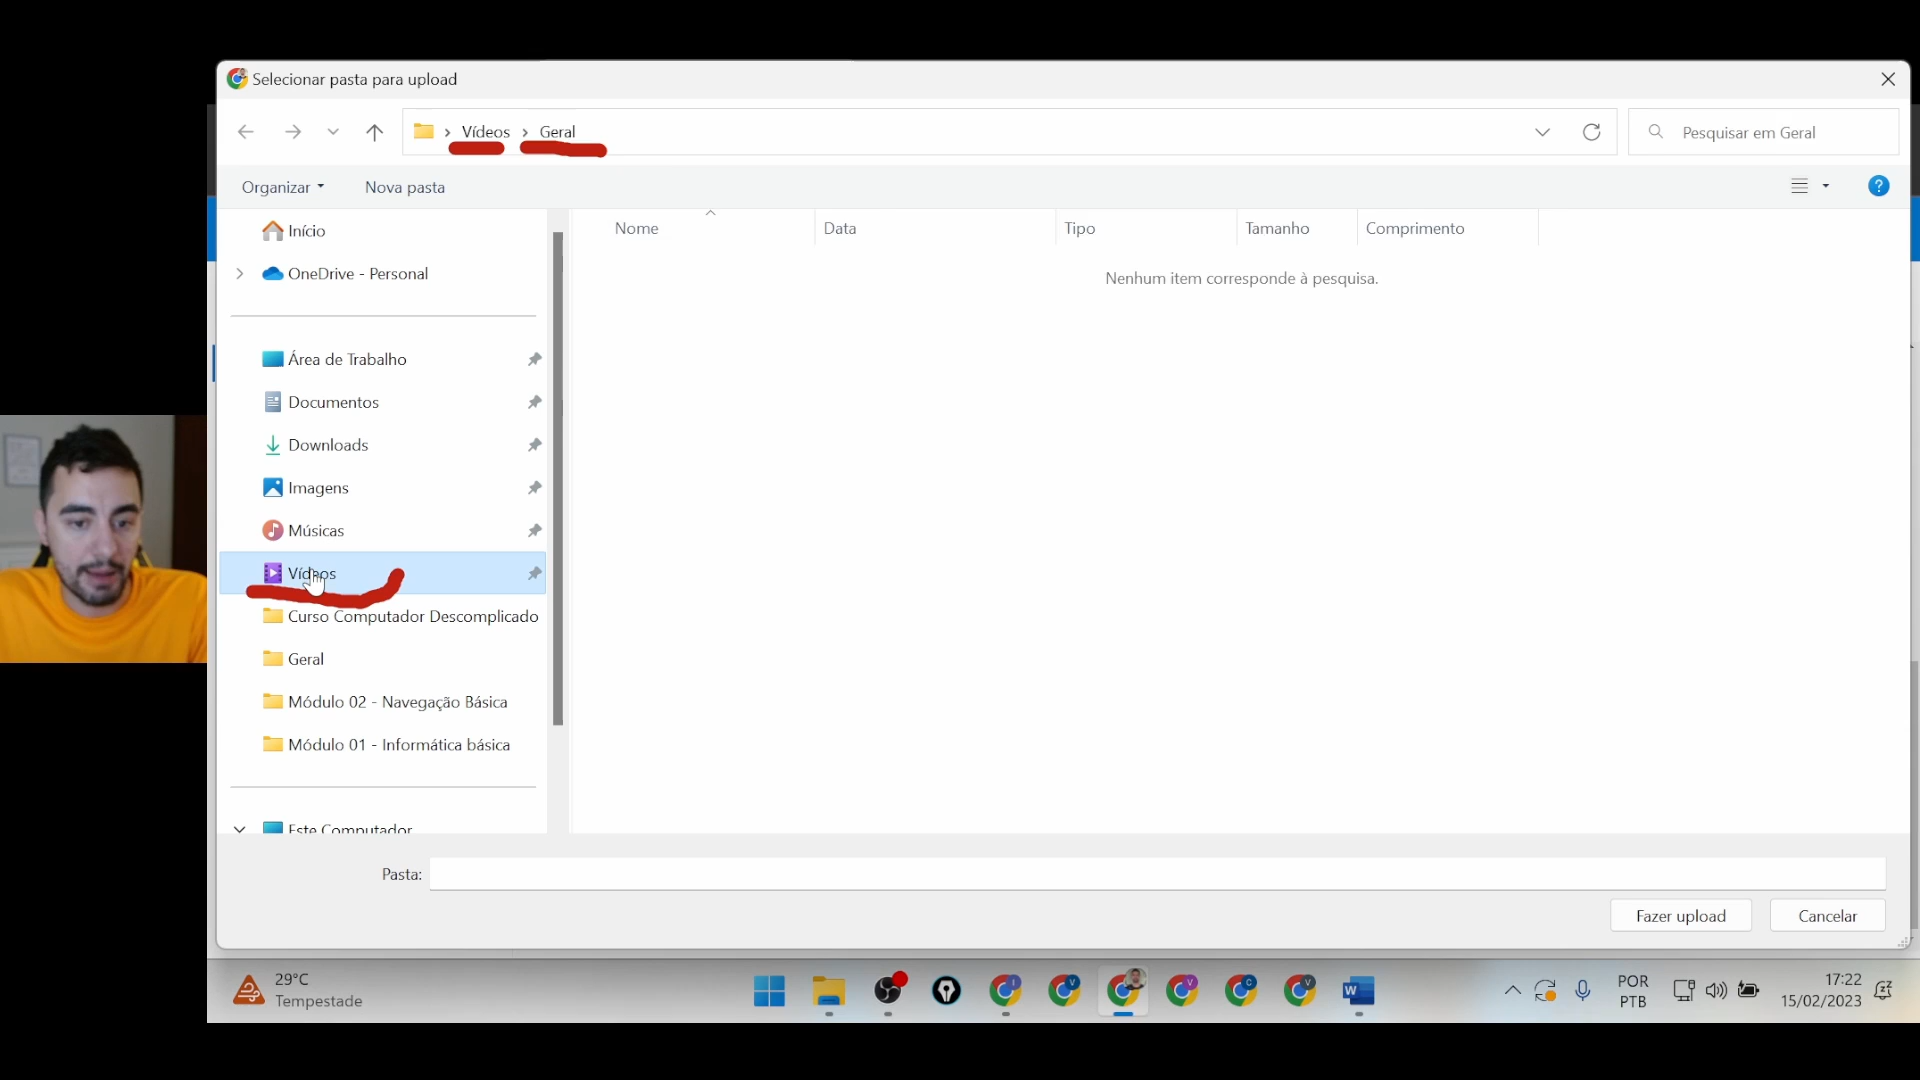 Selecionar pasta para upload
Vídeos
Geral
Pesquisar em Geral
Organizar
Nova pasta
Nome
Data
Tipo
Tamanho
Comprimento
Nenhum item corresponde à pesquisa.
Início
OneDrive - Personal
Área de Trabalho
Documentos
Downloads
Imagens
Músicas
Vídeos
Curso Computador Descomplicado
Geral
Módulo 02 - Navegação Básica
Módulo 01 - Informática básica
Este Computador
Pasta:
Fazer upload
Cancelar
29°C
Tempestade
POR
PTB
17:22
15/02/2023